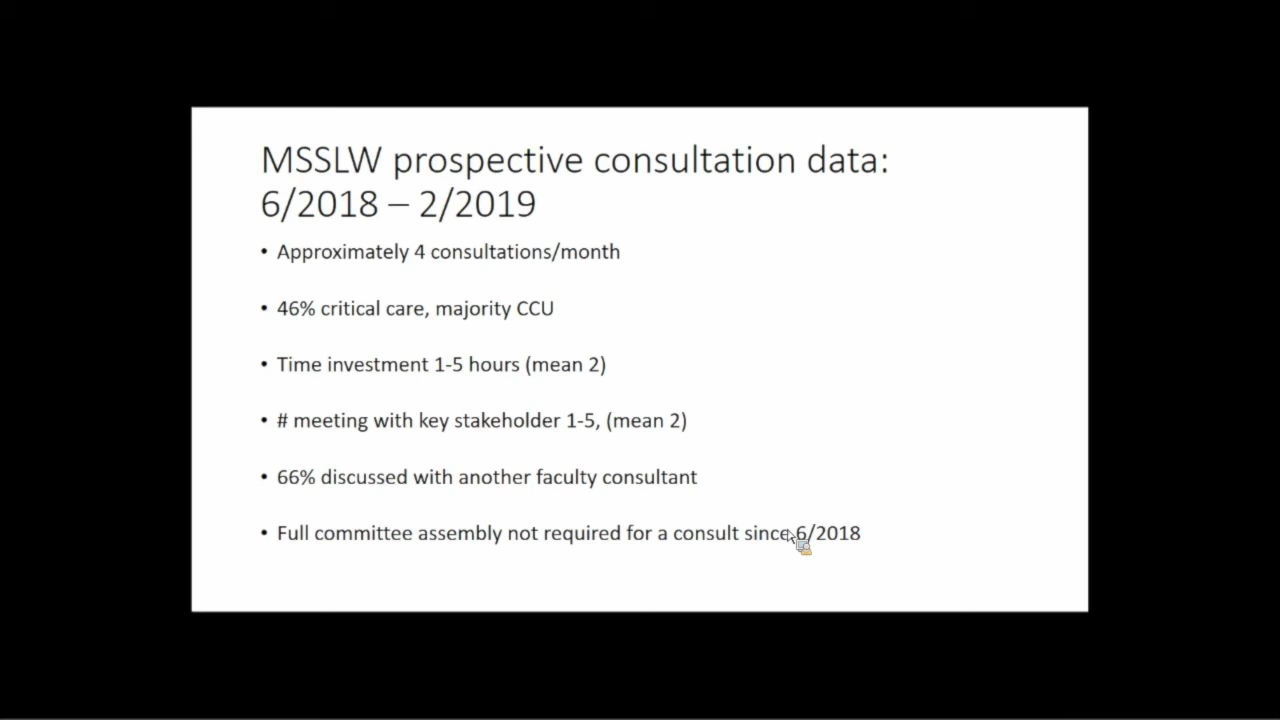 MSSLW prospective consultation data:
6/2018 – 2/2019
• Approximately 4 consultations/month
• 46% critical care, majority CCU
• Time investment 1-5 hours (mean 2)
• # meeting with key stakeholder 1-5, (mean 2)
• 66% discussed with another faculty consultant
• Full committee assembly not required for a consult since 6/2018